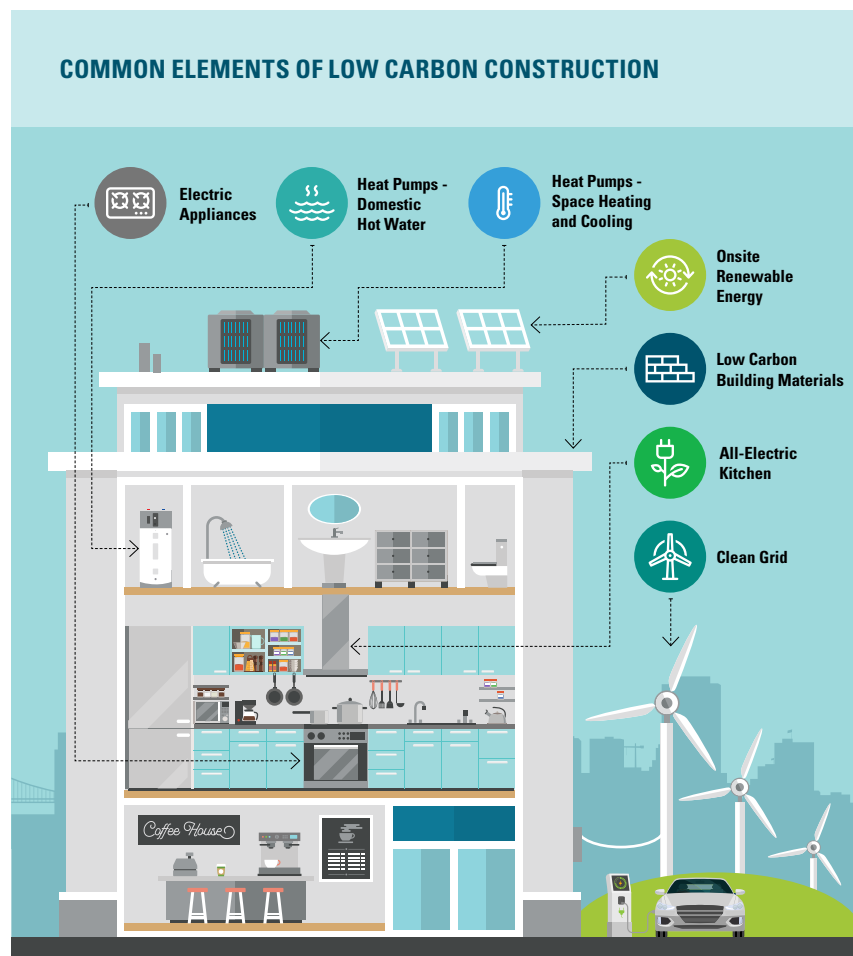 COMMON ELEMENTS OF LOW CARBON CONSTRUCTION
Electric
Appliances
Heat Pumps -
Domestic
Hot Water
Heat Pumps -
Space Heating
and Cooling
Onsite
Renewable
Energy
Low Carbon
Building Materials
All-Electric
Kitchen
Clean Grid
Coffee House